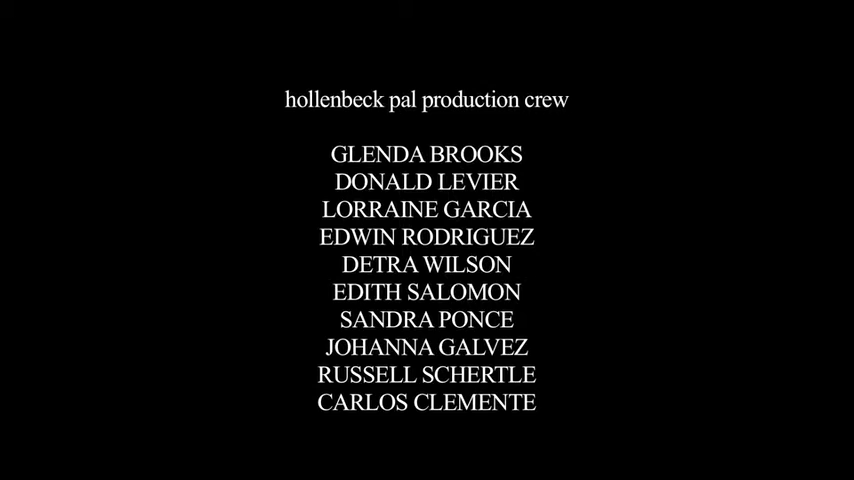 hollenbeck pal production crew
GLENDA BROOKS
DONALD LEVIER
LORRAINE GARCIA
EDWIN RODRIGUEZ
DETRA WILSON
EDITH SALOMON
SANDRA PONCE
JOHANNA GALVEZ
RUSSELL SCHERTLE
CARLOS CLEMENTE